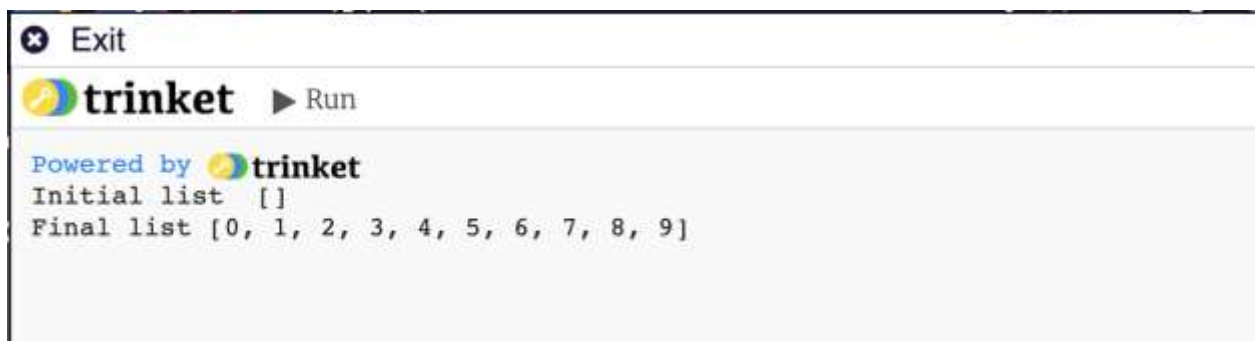 Exit
trinket Run
Powered by trinket
Initial list  []
Final list [0, 1, 2, 3, 4, 5, 6, 7, 8, 9]